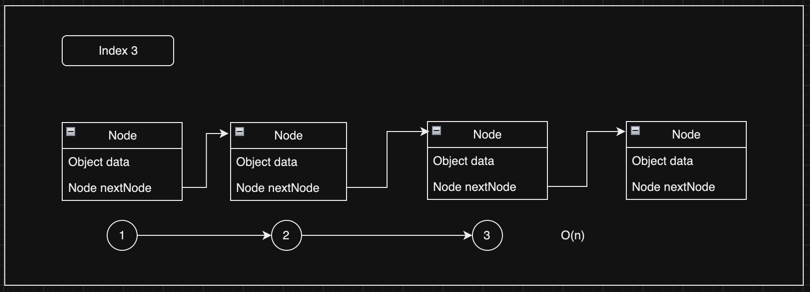 Index 3
Node
Object data
Node nextNode
Node
Object data
Node nextNode
Node
Object data
Node nextNode
Node
Object data
Node nextNode
1
2
3
O(n)